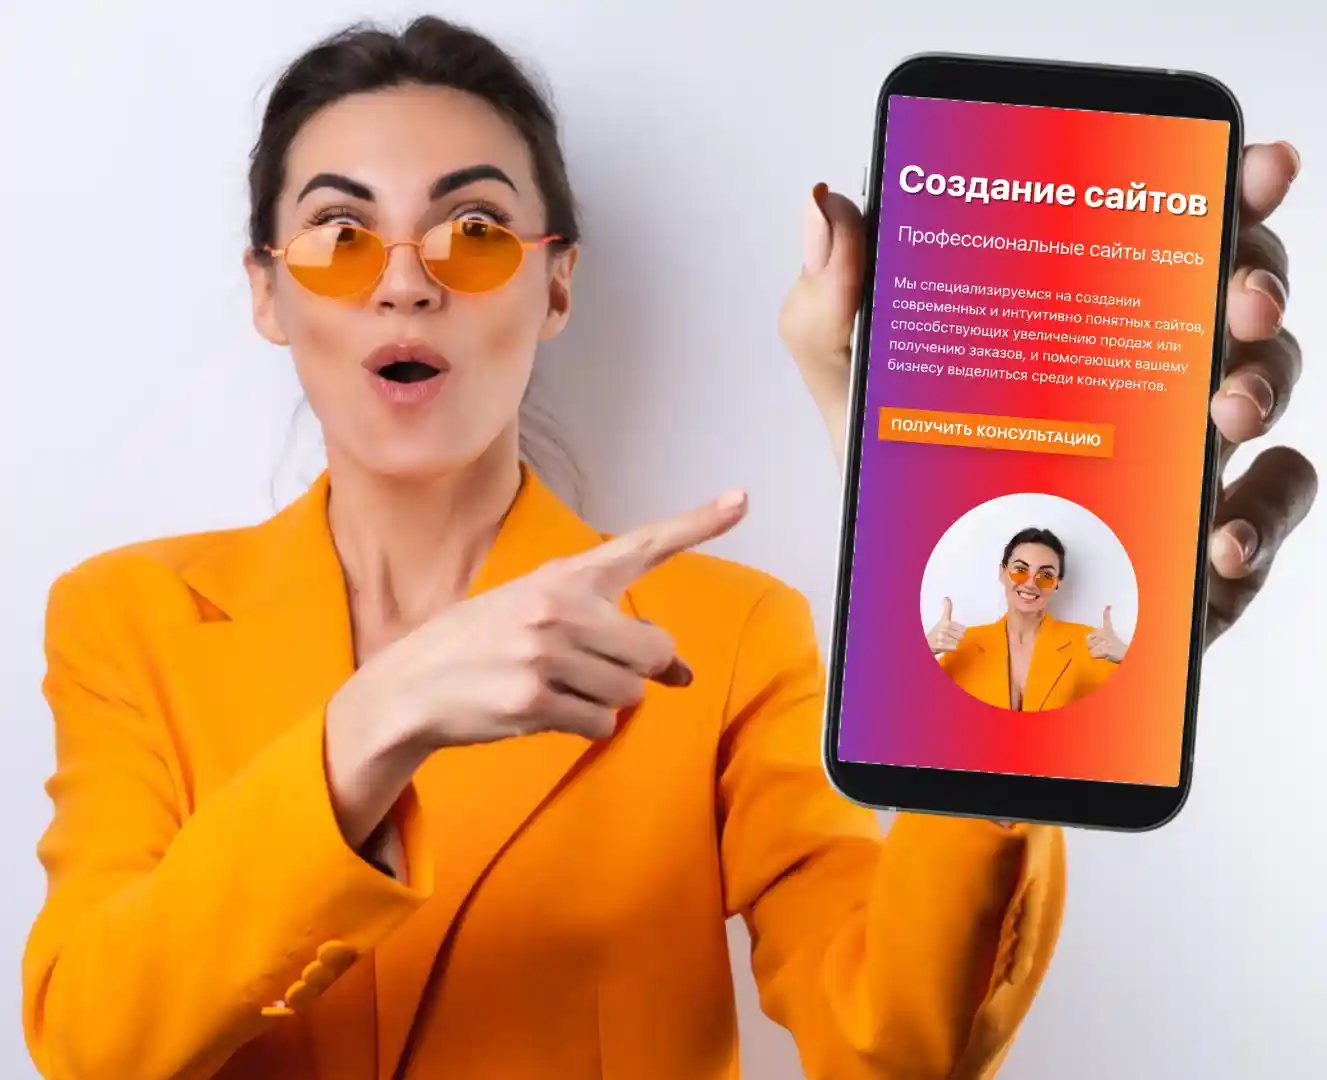 Создание сайтов
Профессиональные сайты здесь
Мы специализируемся на создании
современных и интуитивно понятных сайтов,
способствующих увеличению продаж или
получению заказов, и помогающих вашему
бизнесу выделиться среди конкурентов.
ПОЛУЧИТЬ КОНСУЛЬТАЦИЮ